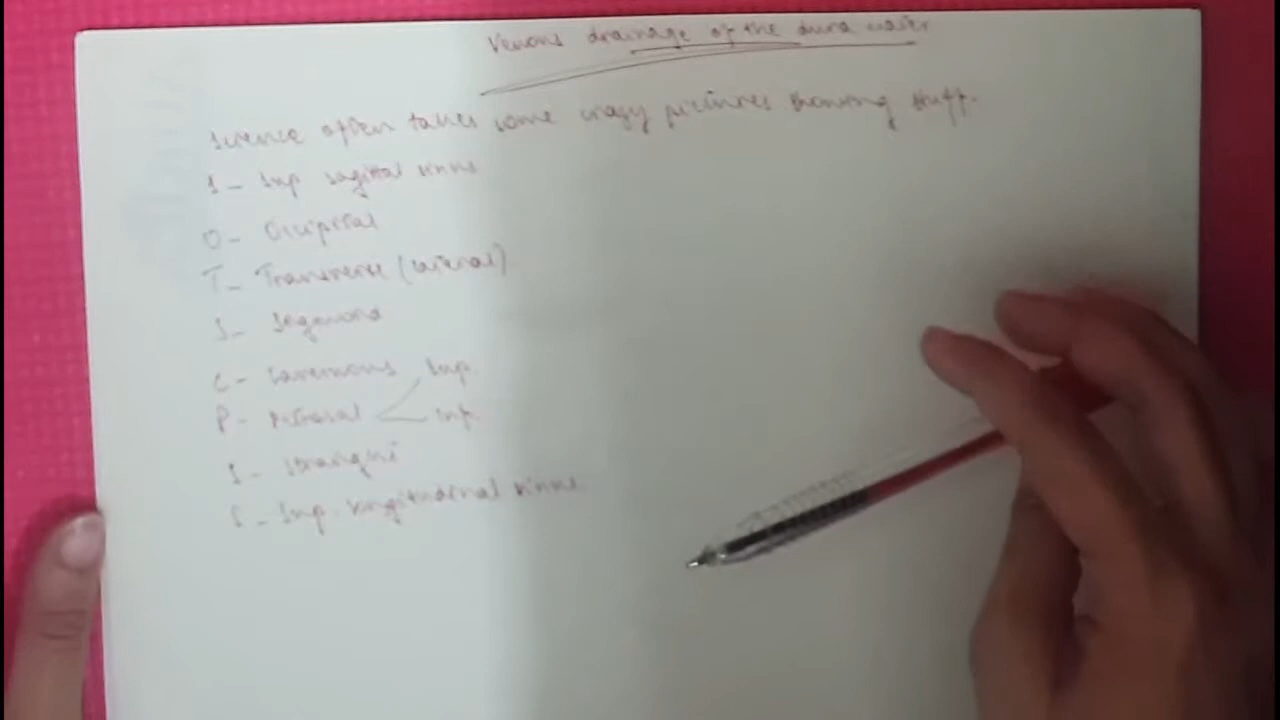 Venous drainage of the dura mater
Science often takes some crazy pictures showing stuff.
S - Sup sagittal sinus
O - Occipital
T - Transverse (lateral)
S - Sigmoid
C - Cavernous
Sup.
P - Petrosal
inf.
S - Straight
S - Sup. longitudinal sinus